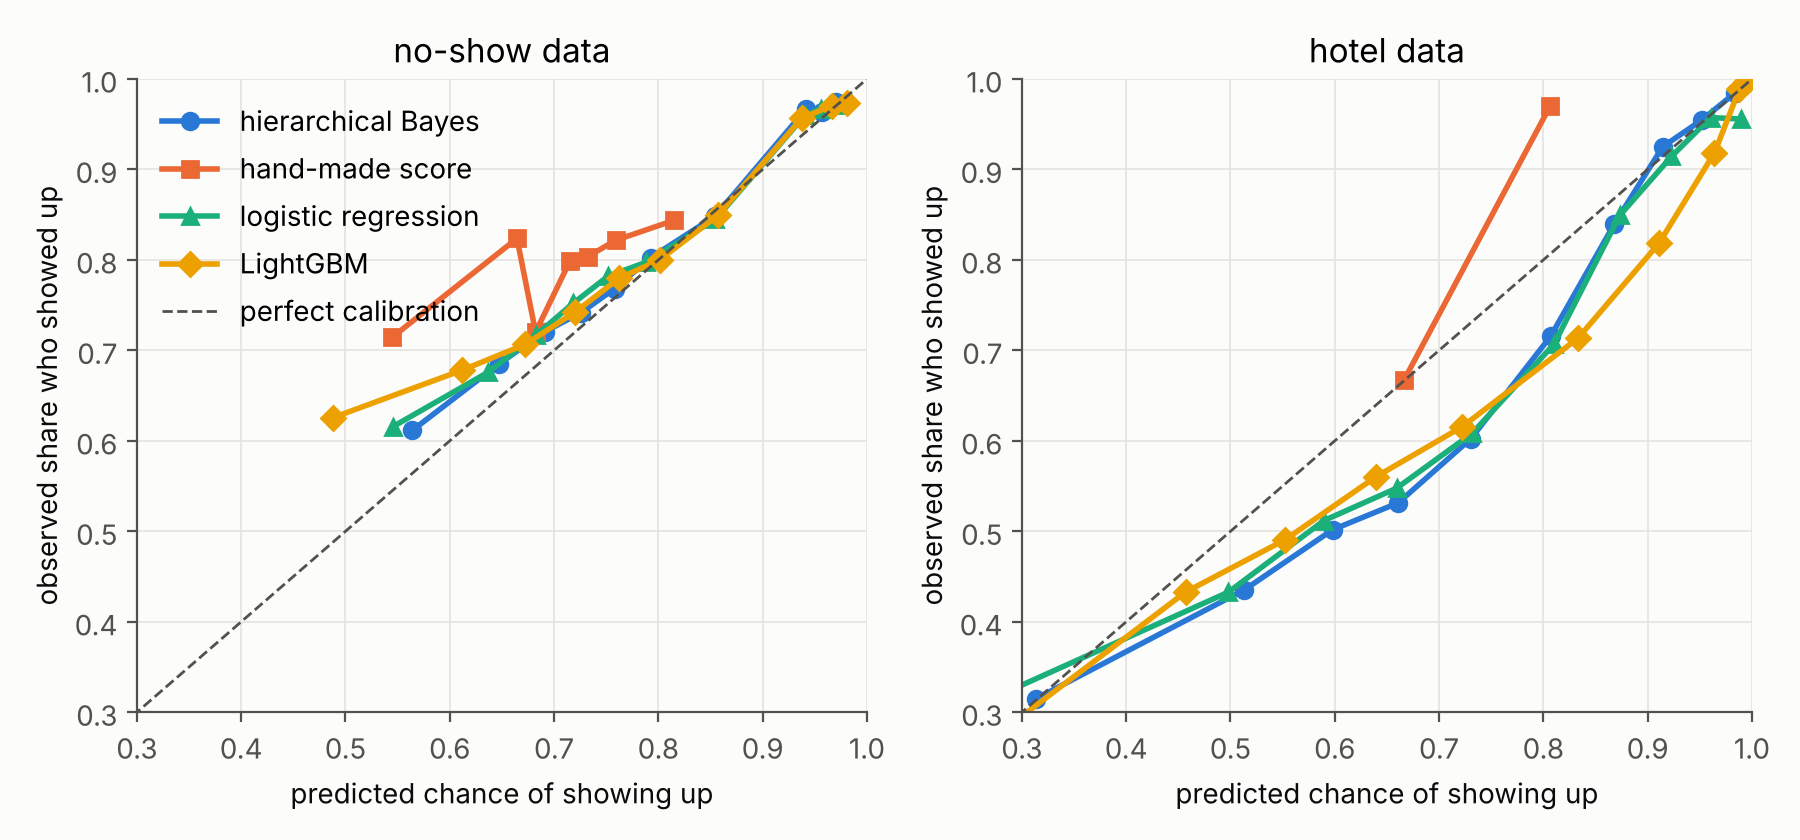 no-show data
1.0
0.9
0.8
0.7
0.6
0.5
0.4
0.3
observed share who showed up
hierarchical Bayes
hand-made score
logistic regression
LightGBM
perfect calibration
0.3 0.4 0.5 0.6 0.7 0.8 0.9 1.0
predicted chance of showing up
hotel data
1.0
0.9
0.8
0.7
0.6
0.5
0.4
0.3
observed share who showed up
0.3 0.4 0.5 0.6 0.7 0.8 0.9 1.0
predicted chance of showing up